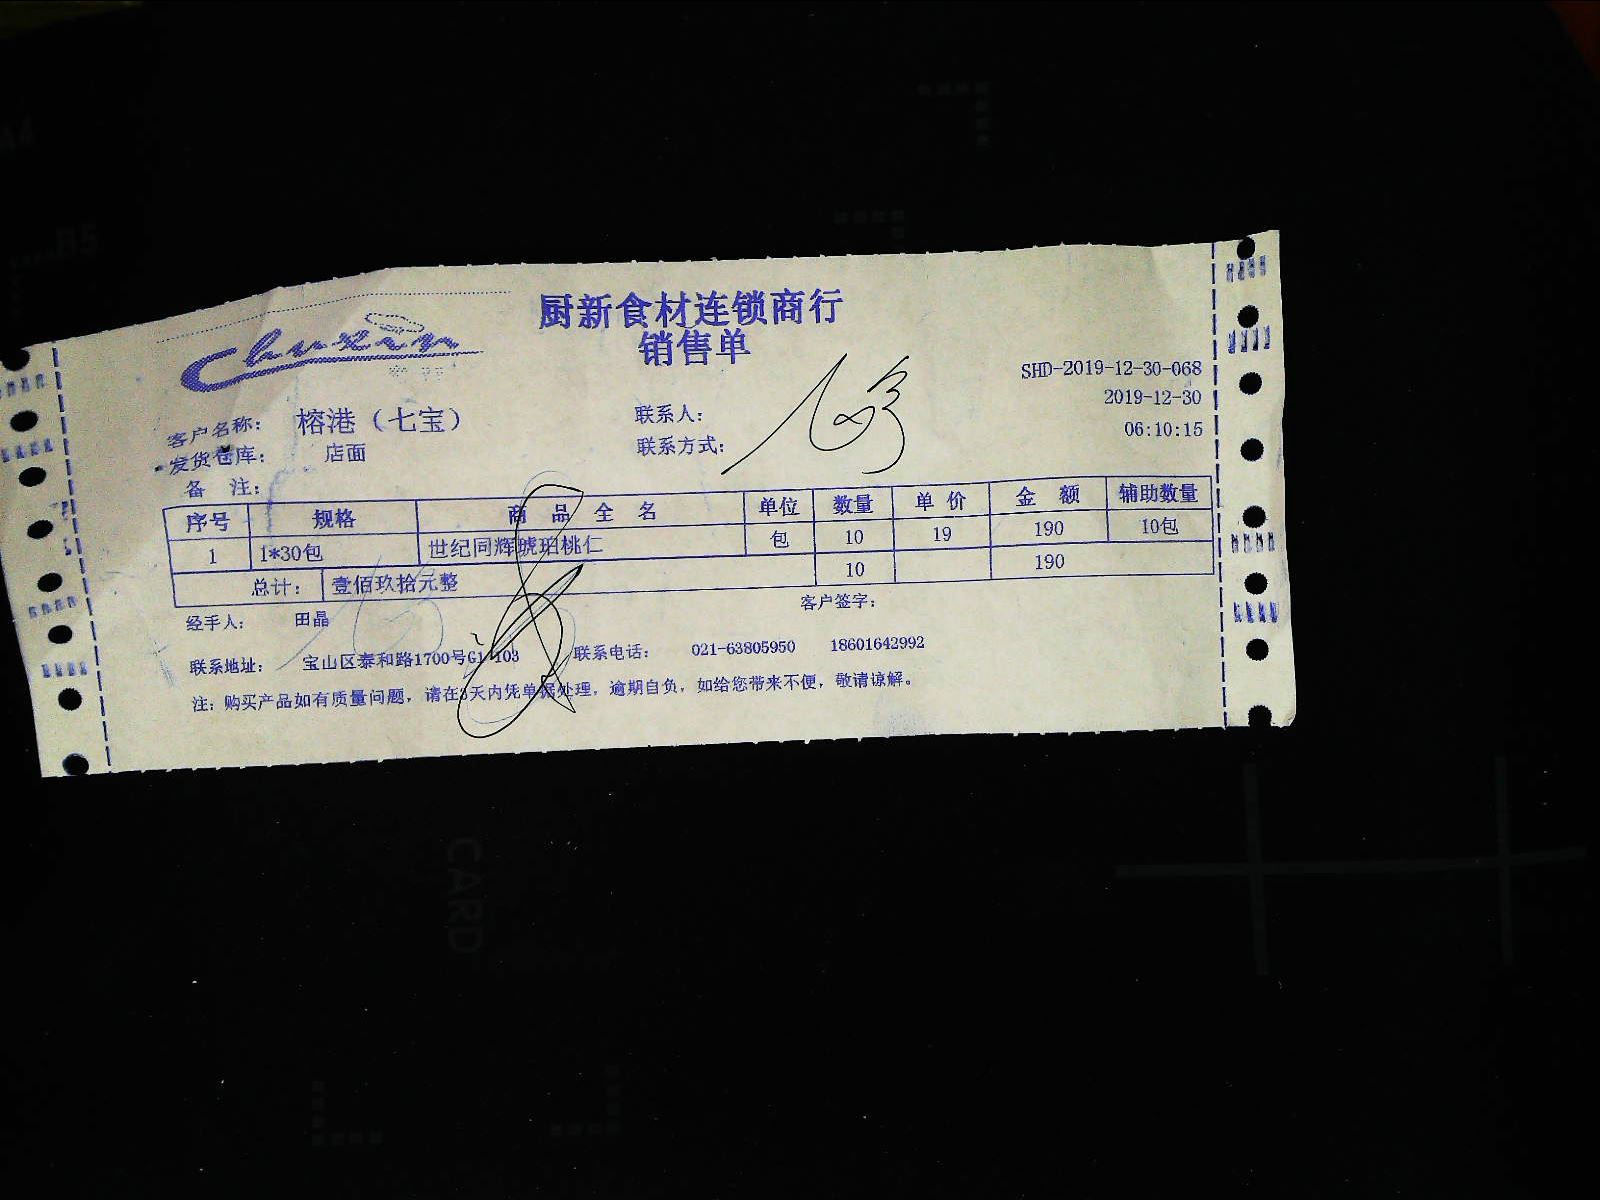 厨新食材连锁商行
Chuxin
销售单
SHD-2019-12-30-068
客户名称： 榕港（七宝） 联系人： 2019-12-30
发货仓库： 店面 联系方式： 06:10:15
备 注：
序号 规格 商 品 全 名 单位 数量 单 价 金 额 辅助数量
1 1*30包 世纪同辉琥珀桃仁 包 10 19 190 10包
总计： 壹佰玖拾元整 10 190
经手人： 田晶 客户签字：
联系地址： 宝山区泰和路1700号G1-103 联系电话： 021-63805950 18601642992
注：购买产品如有质量问题，请在3天内凭单据处理，逾期自负，如给您带来不便，敬请谅解。
CARD
A4
B5